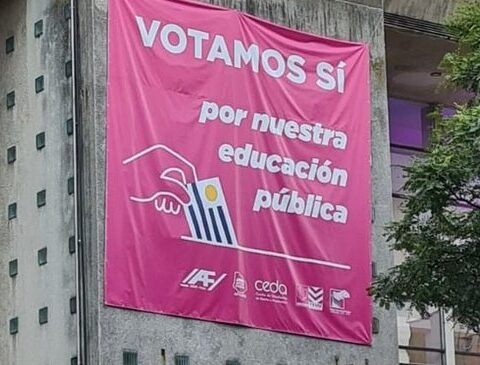 VOTAMOS SÍ
por nuestra
educación
pública
ceda